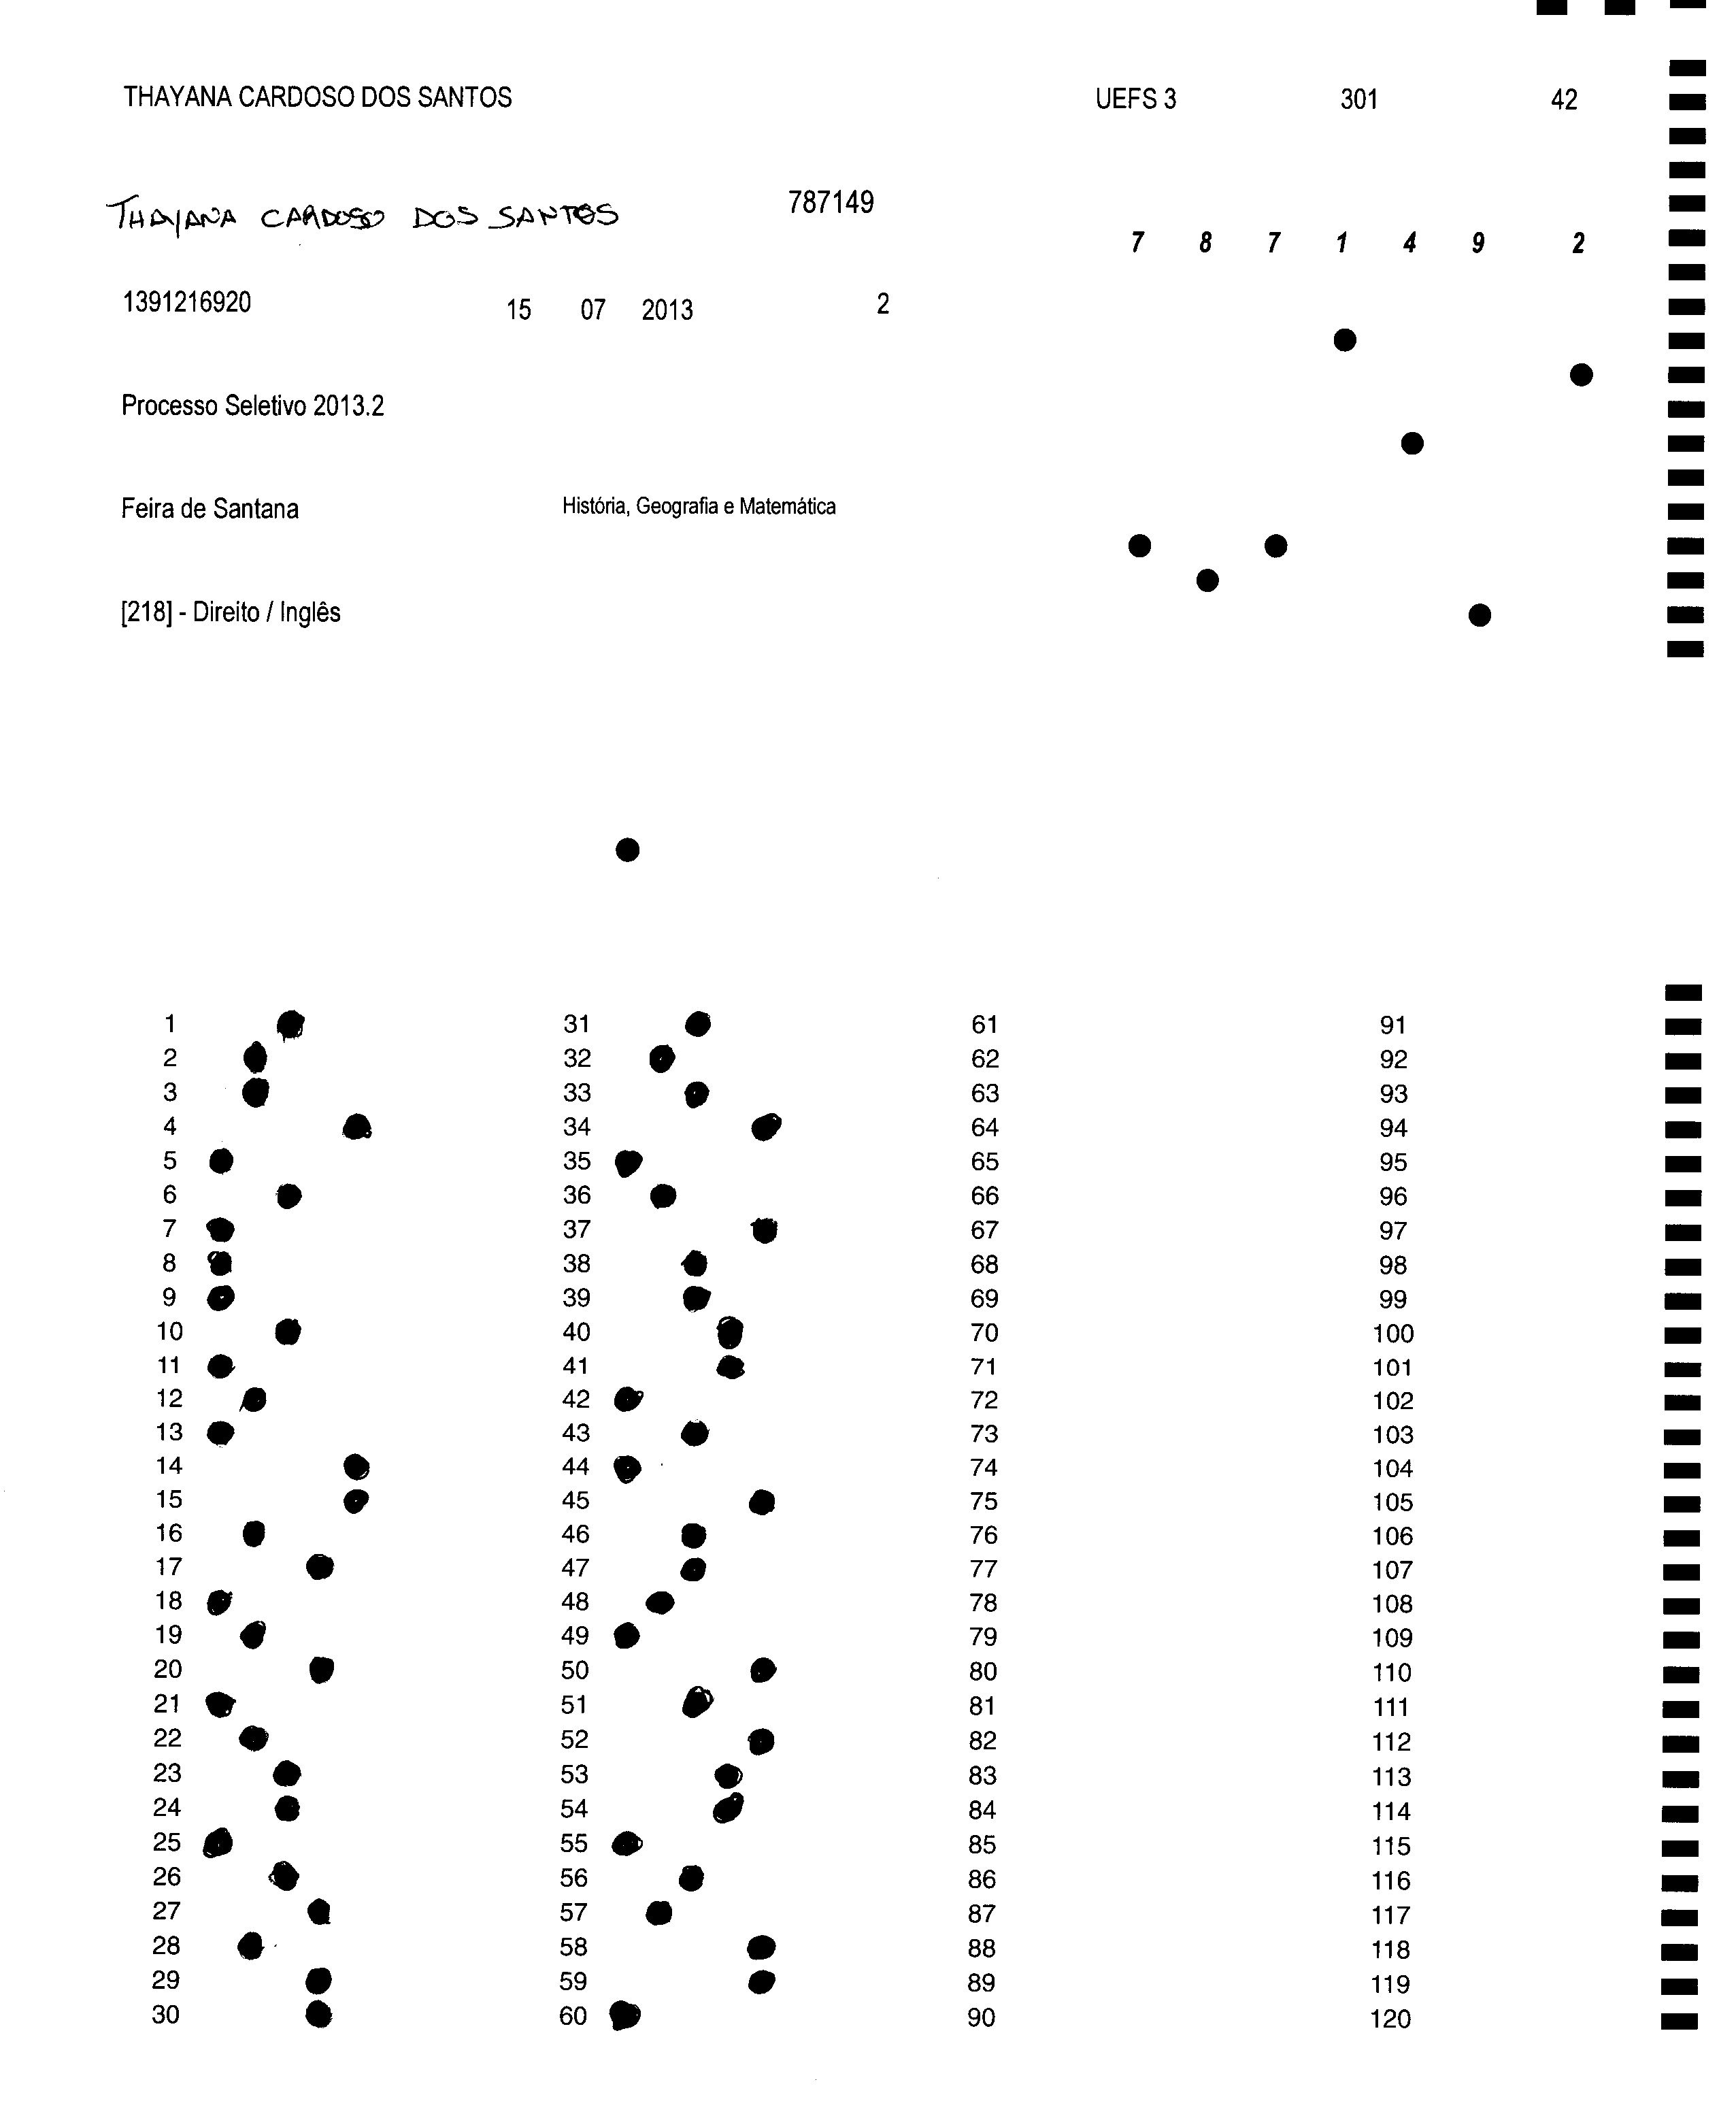 THAYANA CARDOSO DOS SANTOS UEFS 3 301 42
THAYANA CARDOSO DOS SANTOS 787149
7 8 7 1 4 9 2
1391216920 15 07 2013 2
Processo Seletivo 2013.2
Feira de Santana História, Geografia e Matemática
[218] - Direito / Inglês
1 31 61 91
2 32 62 92
3 33 63 93
4 34 64 94
5 35 65 95
6 36 66 96
7 37 67 97
8 38 68 98
9 39 69 99
10 40 70 100
11 41 71 101
12 42 72 102
13 43 73 103
14 44 74 104
15 45 75 105
16 46 76 106
17 47 77 107
18 48 78 108
19 49 79 109
20 50 80 110
21 51 81 111
22 52 82 112
23 53 83 113
24 54 84 114
25 55 85 115
26 56 86 116
27 57 87 117
28 58 88 118
29 59 89 119
30 60 90 120